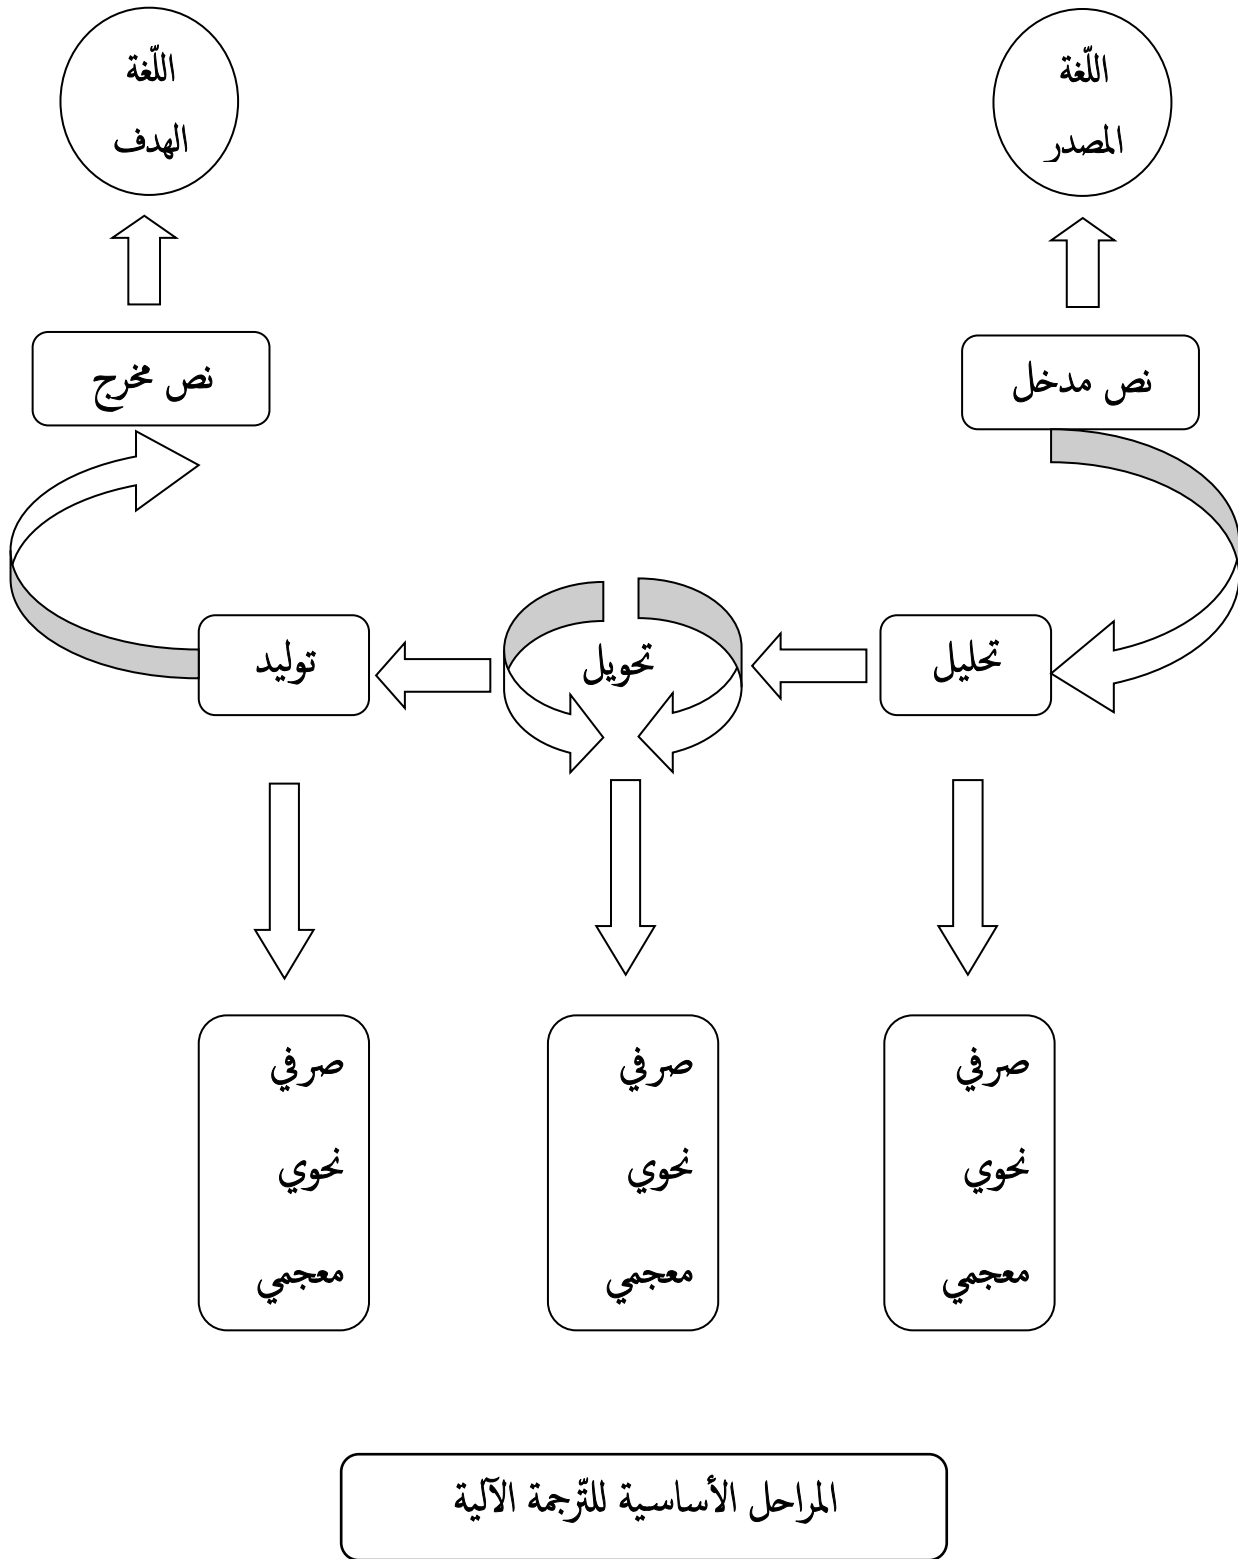 اللّغة
المصدر
اللّغة
الهدف
نص مدخل
نص مخرج
تحليل
تحويل
توليد
صرفي
نحوي
معجمي
صرفي
نحوي
معجمي
صرفي
نحوي
معجمي
المراحل الأساسية للتّرجمة الآلية